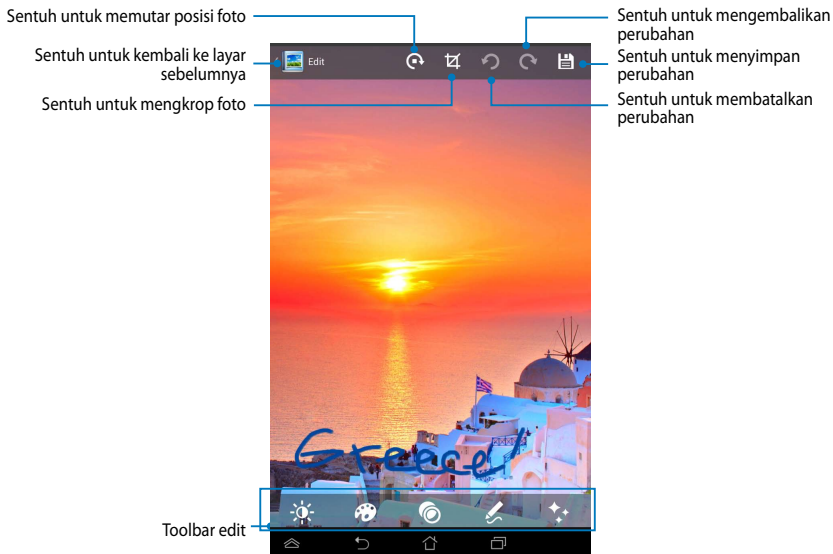 Sentuh untuk memutar posisi foto
Sentuh untuk kembali ke layar
sebelumnya
Sentuh untuk mengkrop foto
Edit
Sentuh untuk mengembalikan
perubahan
Sentuh untuk menyimpan
perubahan
Sentuh untuk membatalkan
perubahan
Greece!
Toolbar edit